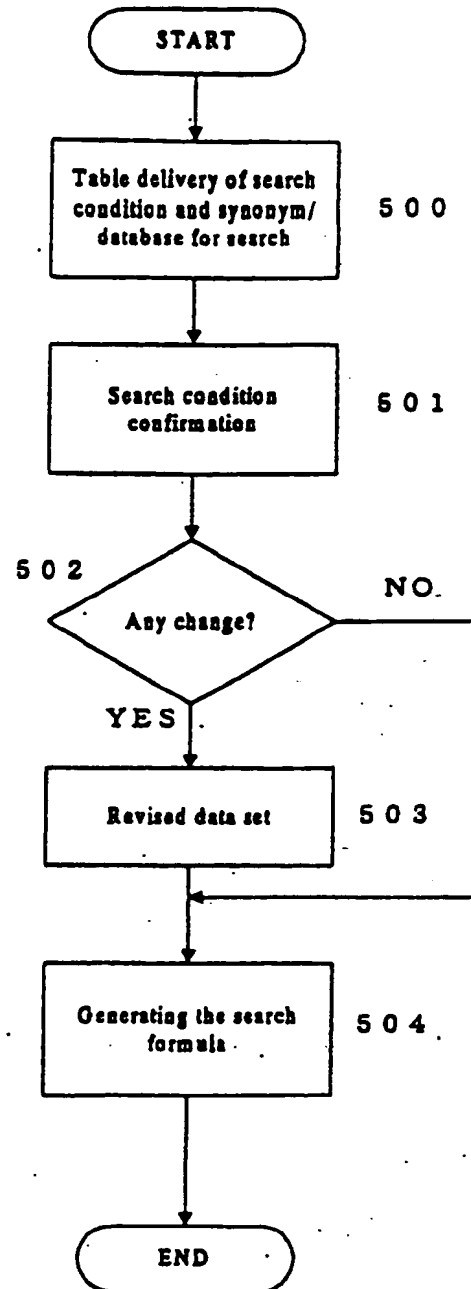 START
Table delivery of search
condition and synonym/
database for search
500
Search condition
confirmation
501
502
Any change?
NO
YES
Revised data set
503
Generating the search
formula
504
END